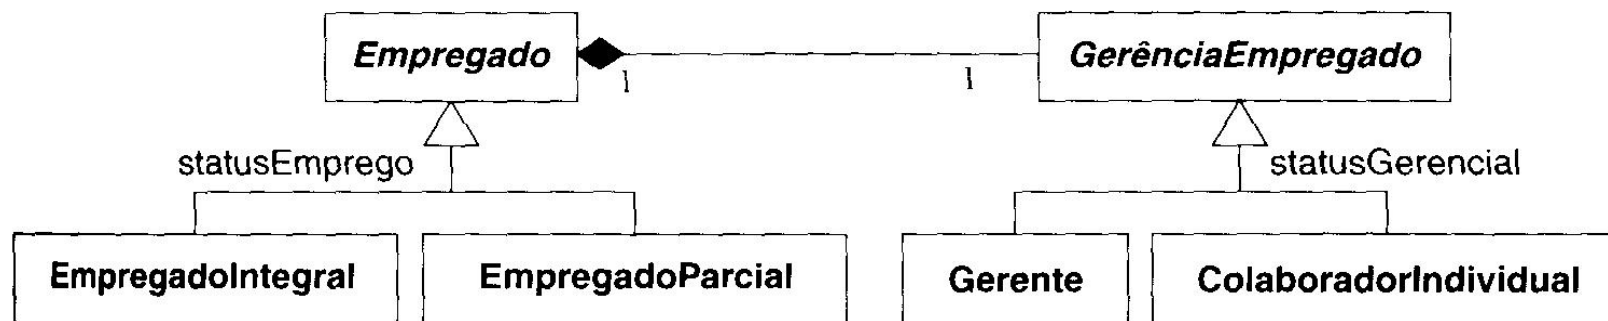 Empregado
GerênciaEmpregado
1
1
statusEmprego
statusGerencial
EmpregadoIntegral
EmpregadoParcial
Gerente
ColaboradorIndividual